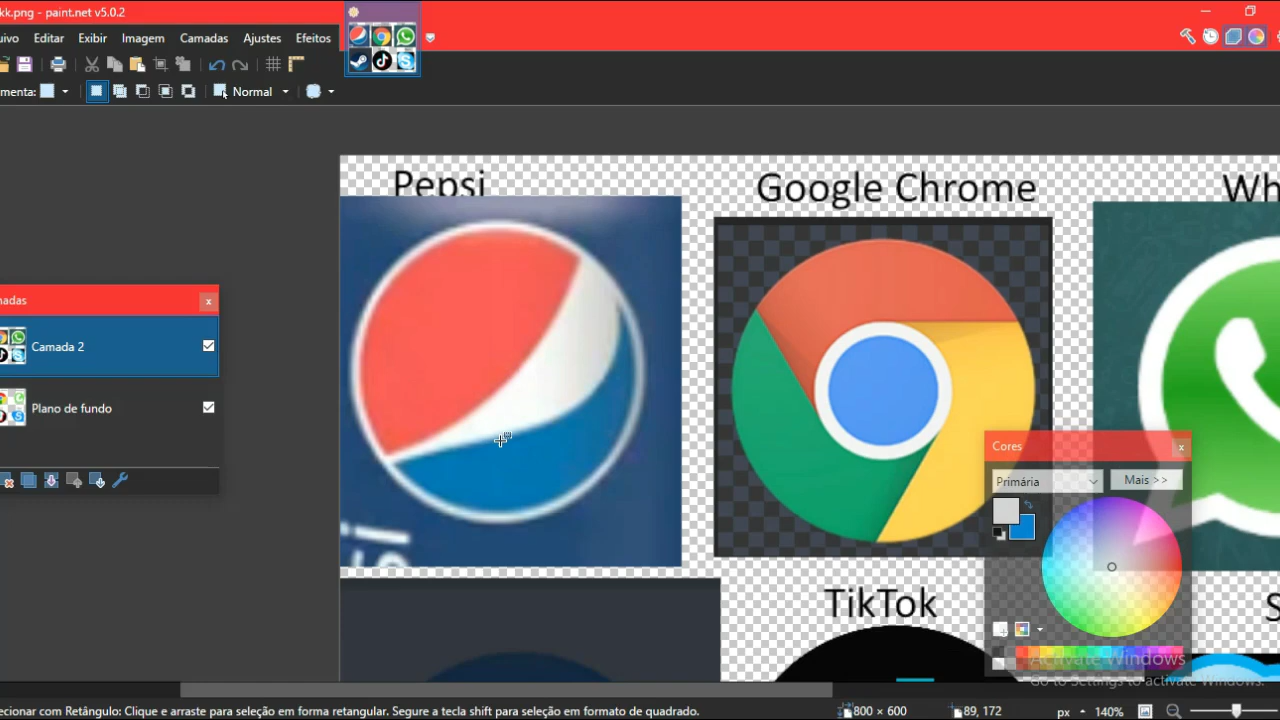 kk.png - paint.net v5.0.2
uivo Editar Exibir Imagem Camadas Ajustes Efeitos
menta: Normal
Pepsi
Google Chrome
Wh
nadas x
Camada 2
Plano de fundo
Cores x
Primária Mais >>
TikTok
S
Activate Windows
Go to Settings to activate Windows.
ecionar com Retângulo: Clique e arraste para seleção em forma retangular. Segure a tecla shift para seleção em formato de quadrado. 800 × 600 89, 172 px 140%